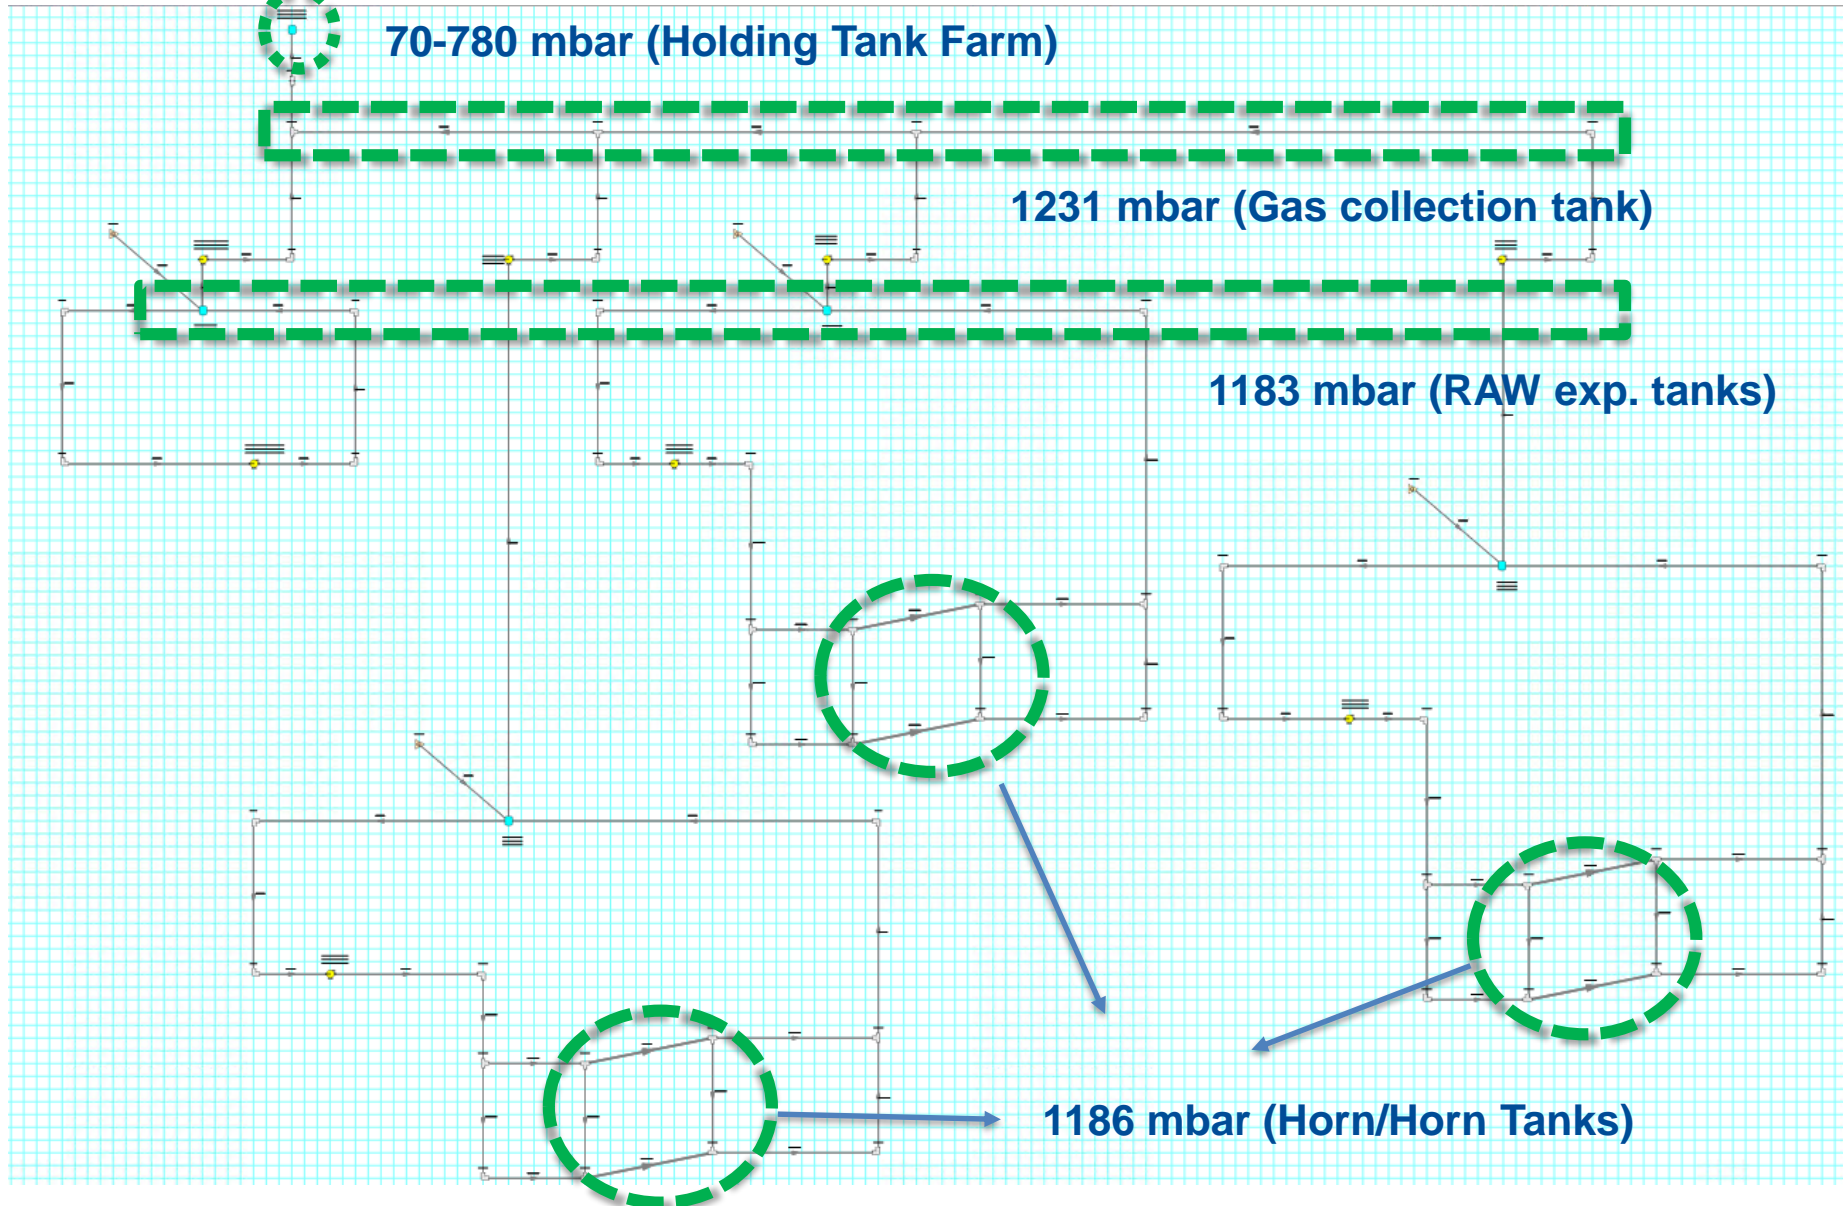 70-780 mbar (Holding Tank Farm)
1231 mbar (Gas collection tank)
1183 mbar (RAW exp. tanks)
1186 mbar (Horn/Horn Tanks)